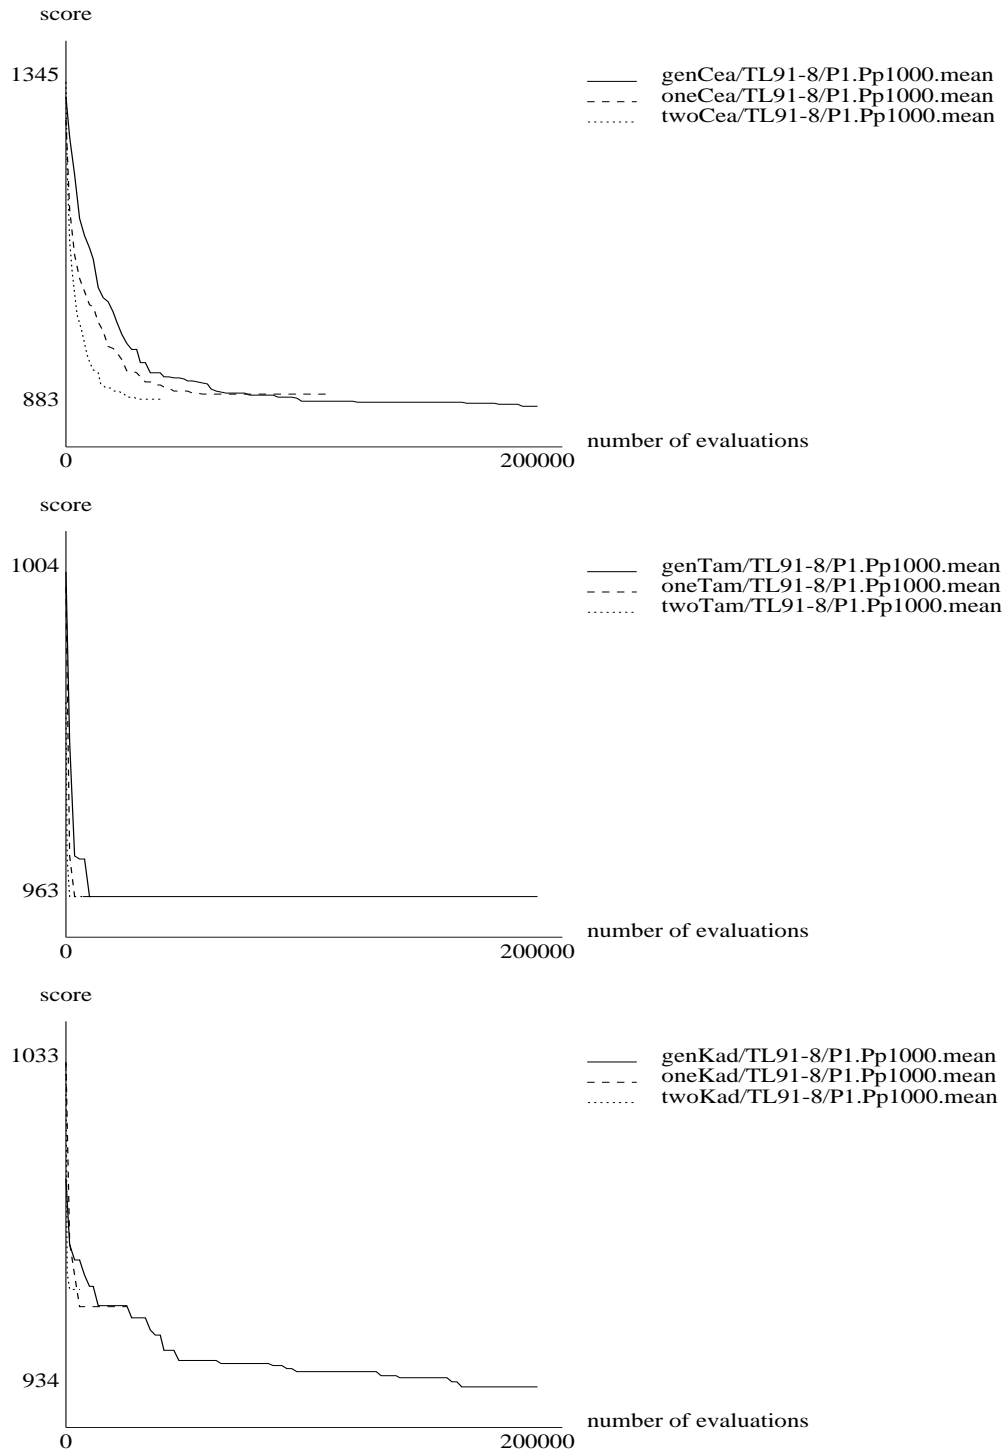 score
1345
genCea/TL91-8/P1.Pp1000.mean
oneCea/TL91-8/P1.Pp1000.mean
twoCea/TL91-8/P1.Pp1000.mean
883
number of evaluations
0 200000
score
1004
genTam/TL91-8/P1.Pp1000.mean
oneTam/TL91-8/P1.Pp1000.mean
twoTam/TL91-8/P1.Pp1000.mean
963
number of evaluations
0 200000
score
1033
genKad/TL91-8/P1.Pp1000.mean
oneKad/TL91-8/P1.Pp1000.mean
twoKad/TL91-8/P1.Pp1000.mean
934
number of evaluations
0 200000